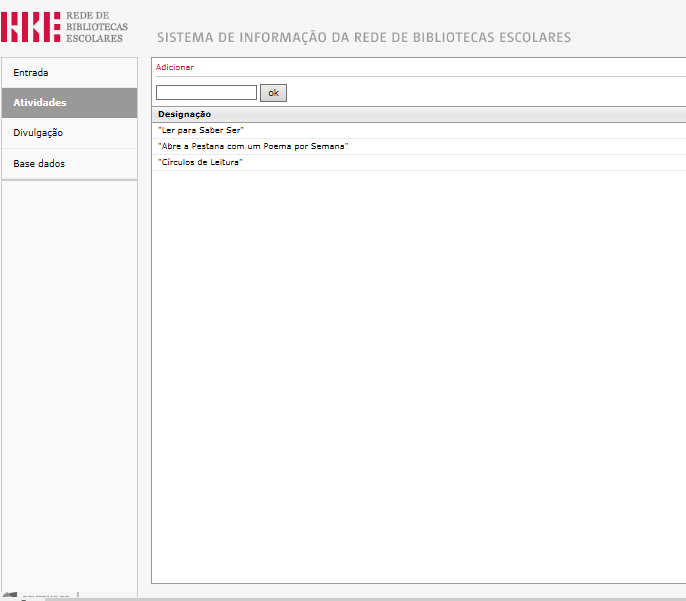 REDE DE
BIBLIOTECAS
ESCOLARES
SISTEMA DE INFORMAÇÃO DA REDE DE BIBLIOTECAS ESCOLARES
Entrada
Atividades
Divulgação
Base dados
Adicionar
ok
Designação
"Ler para Saber Ser"
"Abre a Pestana com um Poema por Semana"
"Círculos de Leitura"